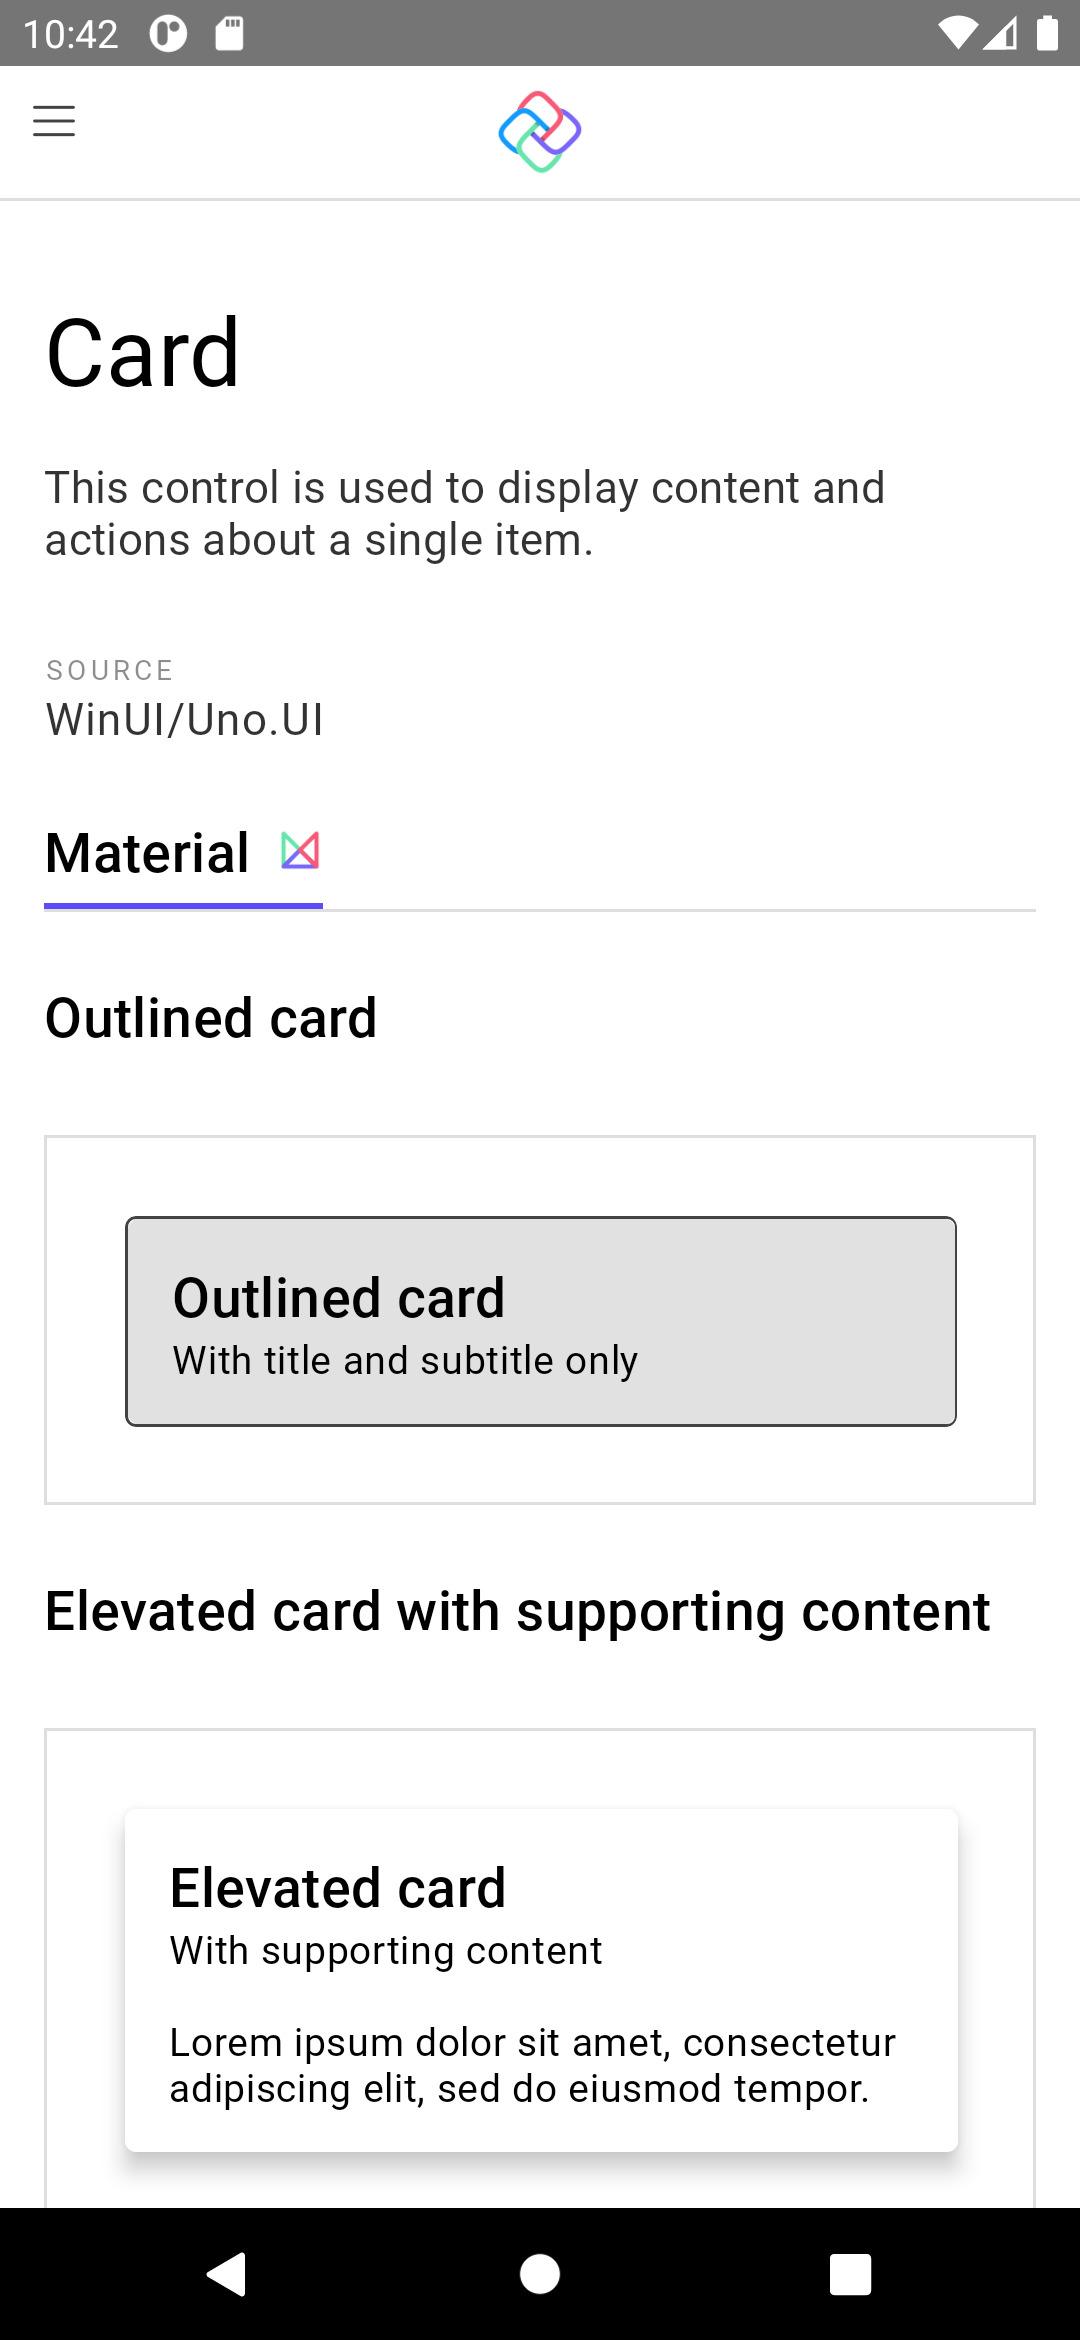 10:42
Card
This control is used to display content and
actions about a single item.
SOURCE
WinUI/Uno.UI
Material
Outlined card
Outlined card
With title and subtitle only
Elevated card with supporting content
Elevated card
With supporting content
Lorem ipsum dolor sit amet, consectetur
adipiscing elit, sed do eiusmod tempor.